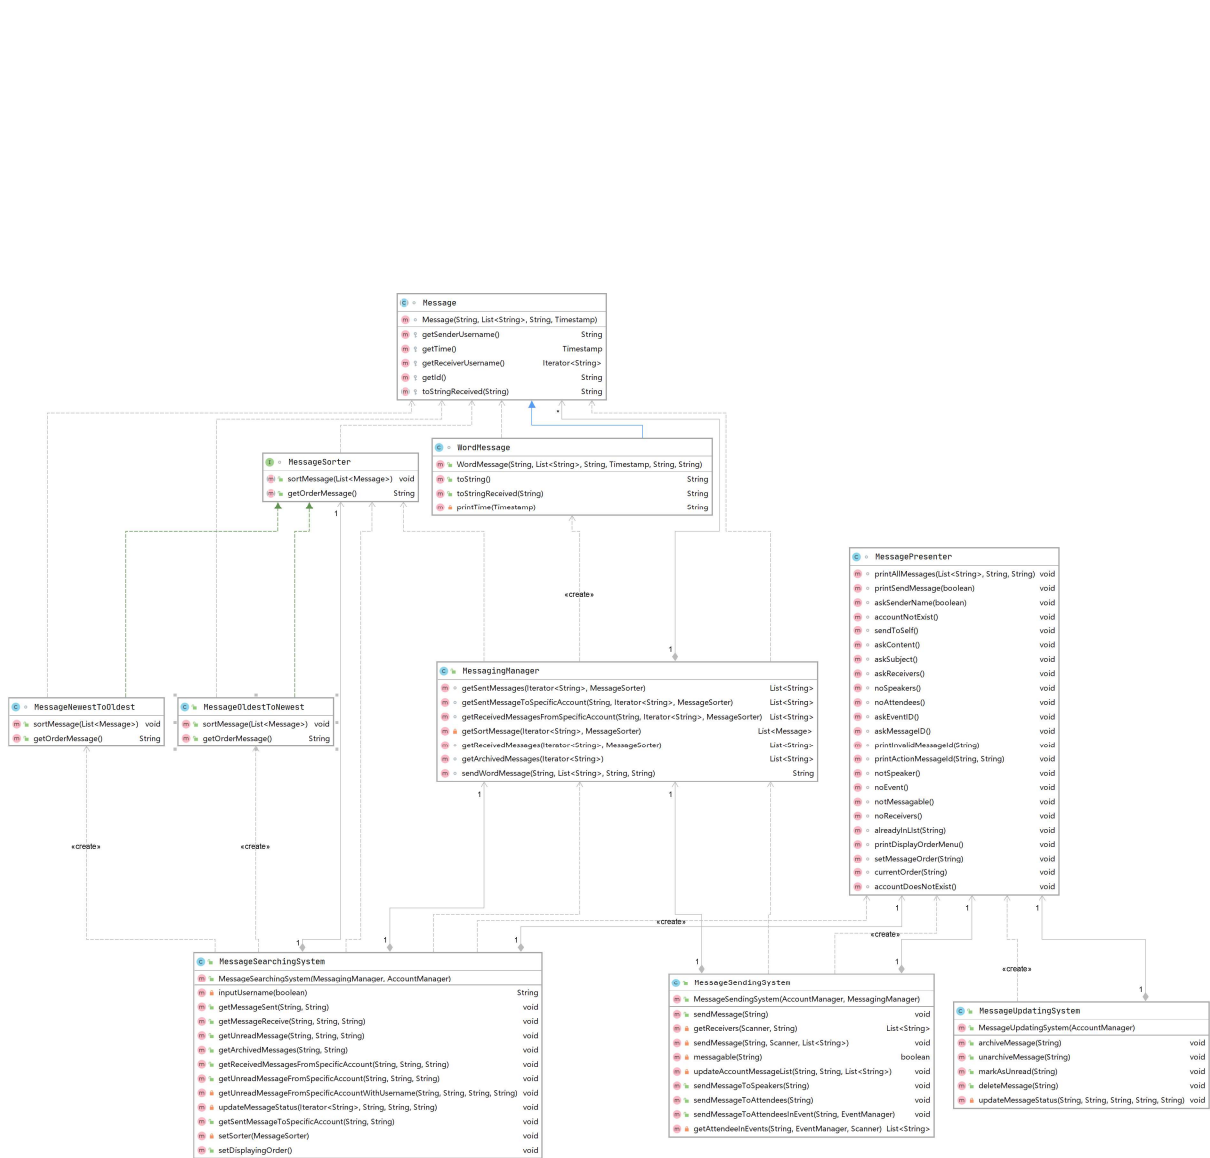 Message
Message(String, List<String>, String, Timestamp)
getSenderUsername() String
getTime() Timestamp
getReceiverUsername() Iterator<String>
getId() String
toStringReceived(String) String
*
MessageSorter
sortMessage(List<Message>) void
getOrderMessage() String
1
WordMessage
WordMessage(String, List<String>, String, Timestamp, String, String)
toString() String
toStringReceived(String) String
printTime(Timestamp) String
«create»
1
MessagePresenter
printAllMessages(List<String>, String, String) void
printSendMessage(boolean) void
askSenderName(boolean) void
accountNotExist() void
sendToSelf() void
askContent() void
askSubject() void
askReceivers() void
noSpeakers() void
noAttendees() void
askEventID() void
askMessageID() void
printInvalidMessageId(String) void
printActionMessageId(String, String) void
notSpeaker() void
noEvent() void
notMessagable() void
noReceivers() void
alreadyInList(String) void
printDisplayOrderMenu() void
setMessageOrder(String) void
currentOrder(String) void
accountDoesNotExist() void
MessagingManager
getSentMessages(Iterator<String>, MessageSorter) List<String>
getSentMessageToSpecificAccount(String, Iterator<String>, MessageSorter) List<String>
getReceivedMessagesFromSpecificAccount(String, Iterator<String>, MessageSorter) List<String>
getSortMessage(Iterator<String>, MessageSorter) List<Message>
getReceivedMessages(Iterator<String>, MessageSorter) List<String>
getArchivedMessages(Iterator<String>) List<String>
sendWordMessage(String, List<String>, String, String) String
MessageNewestToOldest
sortMessage(List<Message>) void
getOrderMessage() String
MessageOldestToNewest
sortMessage(List<Message>) void
getOrderMessage() String
1 1
«create» «create»
1 1 1
«create»
«create»
1 1 1 1
«create»
1
1
MessageSearchingSystem
MessageSearchingSystem(MessagingManager, AccountManager)
inputUsername(boolean) String
getMessageSent(String, String) void
getMessageReceive(String, String, String) void
getUnreadMessage(String, String, String) void
getArchivedMessages(String, String) void
getReceivedMessagesFromSpecificAccount(String, String, String) void
getUnreadMessageFromSpecificAccount(String, String, String) void
getUnreadMessageFromSpecificAccountWithUsername(String, String, String, String) void
updateMessageStatus(Iterator<String>, String, String, String) void
getSentMessageToSpecificAccount(String, String) void
setSorter(MessageSorter) void
setDisplayingOrder() void
MessageSendingSystem
MessageSendingSystem(AccountManager, MessagingManager)
sendMessage(String) void
getReceivers(Scanner, String) List<String>
sendMessage(String, Scanner, List<String>) void
messagable(String) boolean
updateAccountMessageList(String, String, List<String>) void
sendMessageToSpeakers(String) void
sendMessageToAttendees(String) void
sendMessageToAttendeesInEvent(String, EventManager) void
getAttendeeInEvents(String, EventManager, Scanner) List<String>
MessageUpdatingSystem
MessageUpdatingSystem(AccountManager)
archiveMessage(String) void
unarchiveMessage(String) void
markAsUnread(String) void
deleteMessage(String) void
updateMessageStatus(String, String, String, String) void